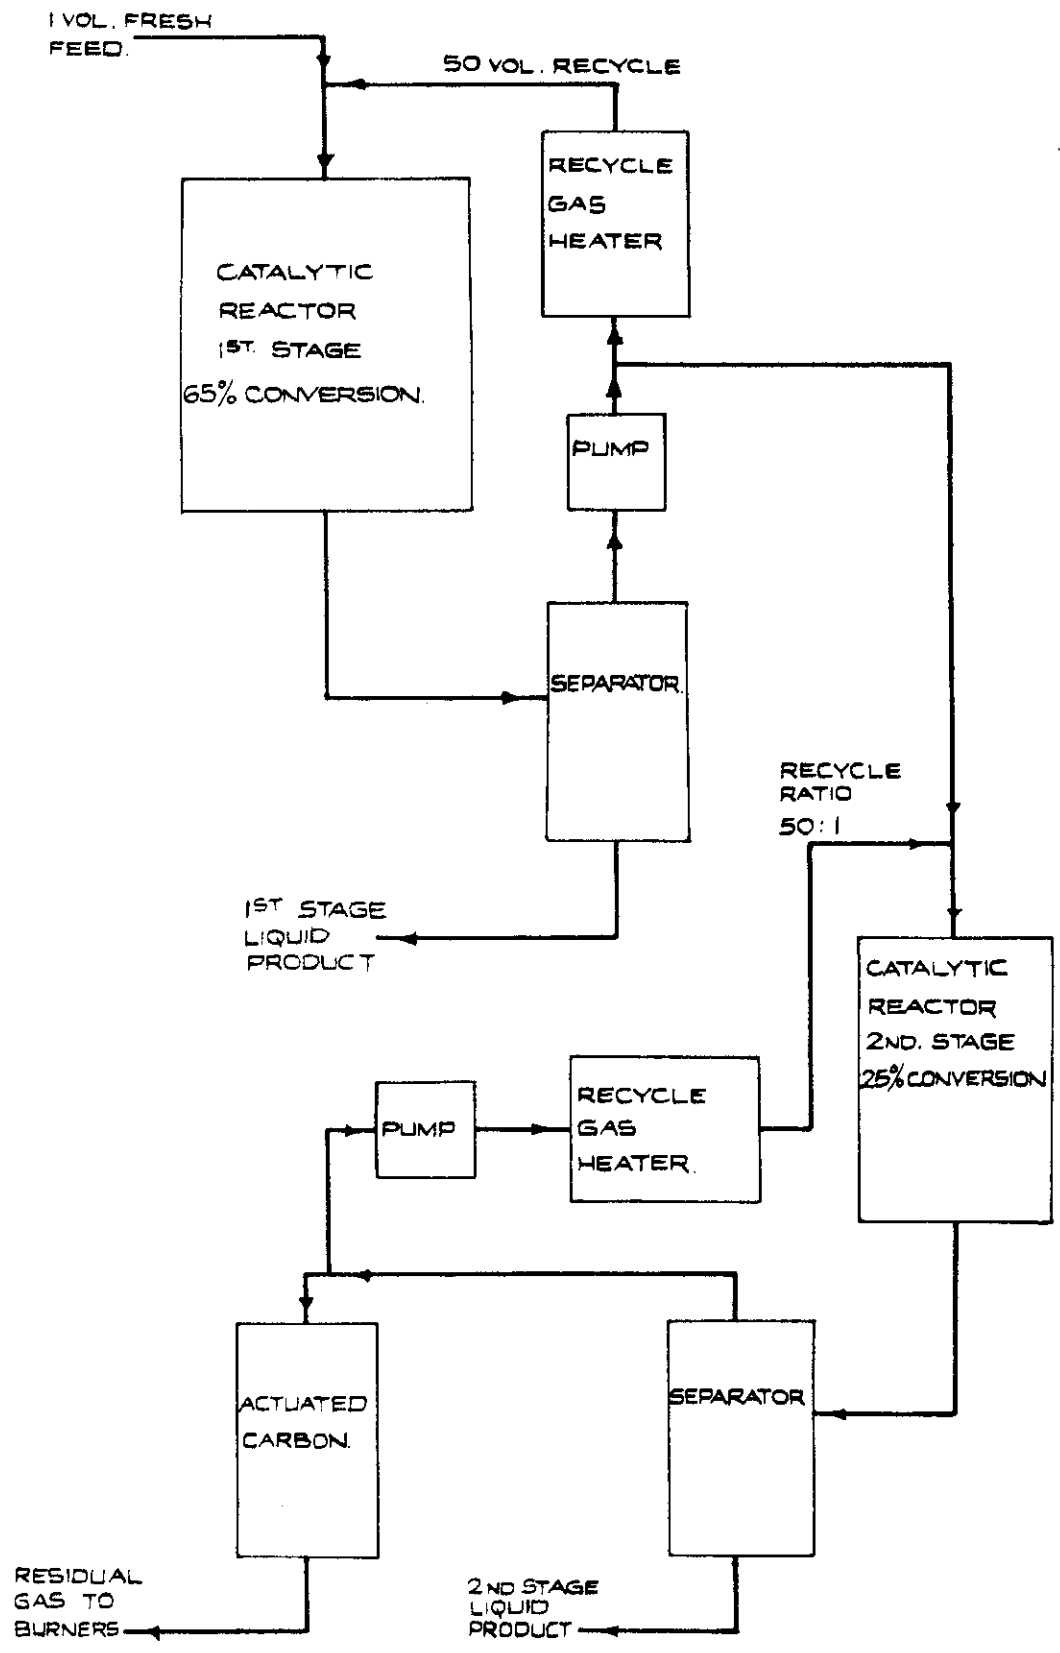 1 VOL. FRESH
FEED.
50 VOL. RECYCLE
RECYCLE
GAS
HEATER
CATALYTIC
REACTOR
1ST. STAGE
65% CONVERSION.
PUMP
SEPARATOR.
RECYCLE
RATIO
50:1
1ST STAGE
LIQUID
PRODUCT
CATALYTIC
REACTOR
2ND. STAGE
25% CONVERSION
PUMP
RECYCLE
GAS
HEATER.
ACTUATED
CARBON.
SEPARATOR
RESIDUAL
GAS TO
BURNERS
2ND STAGE
LIQUID
PRODUCT